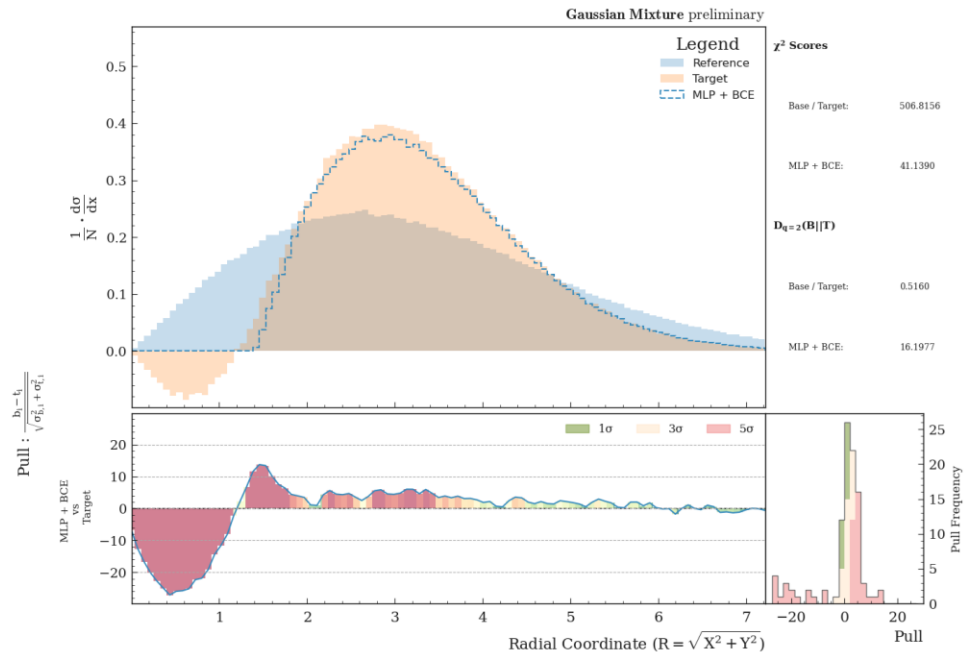 Gaussian Mixture preliminary
Legend
Reference
Target
MLP + BCE
0.5
0.4
0.3
0.2
0.1
0.0
1/N · dσ/dx
χ² Scores
Base / Target: 506.8156
MLP + BCE: 41.1390
D_{q=2}(B||T)
Base / Target: 0.5160
MLP + BCE: 16.1977
Pull : (b_i − t_i) / √(σ²_{b,i} + σ²_{t,i})
MLP + BCE
vs
Target
20
10
0
−10
−20
1σ 3σ 5σ
0 1 2 3 4 5 6 7
Radial Coordinate (R = √X² + Y²)
25
20
15
10
5
0
Pull Frequency
−20 0 20
Pull